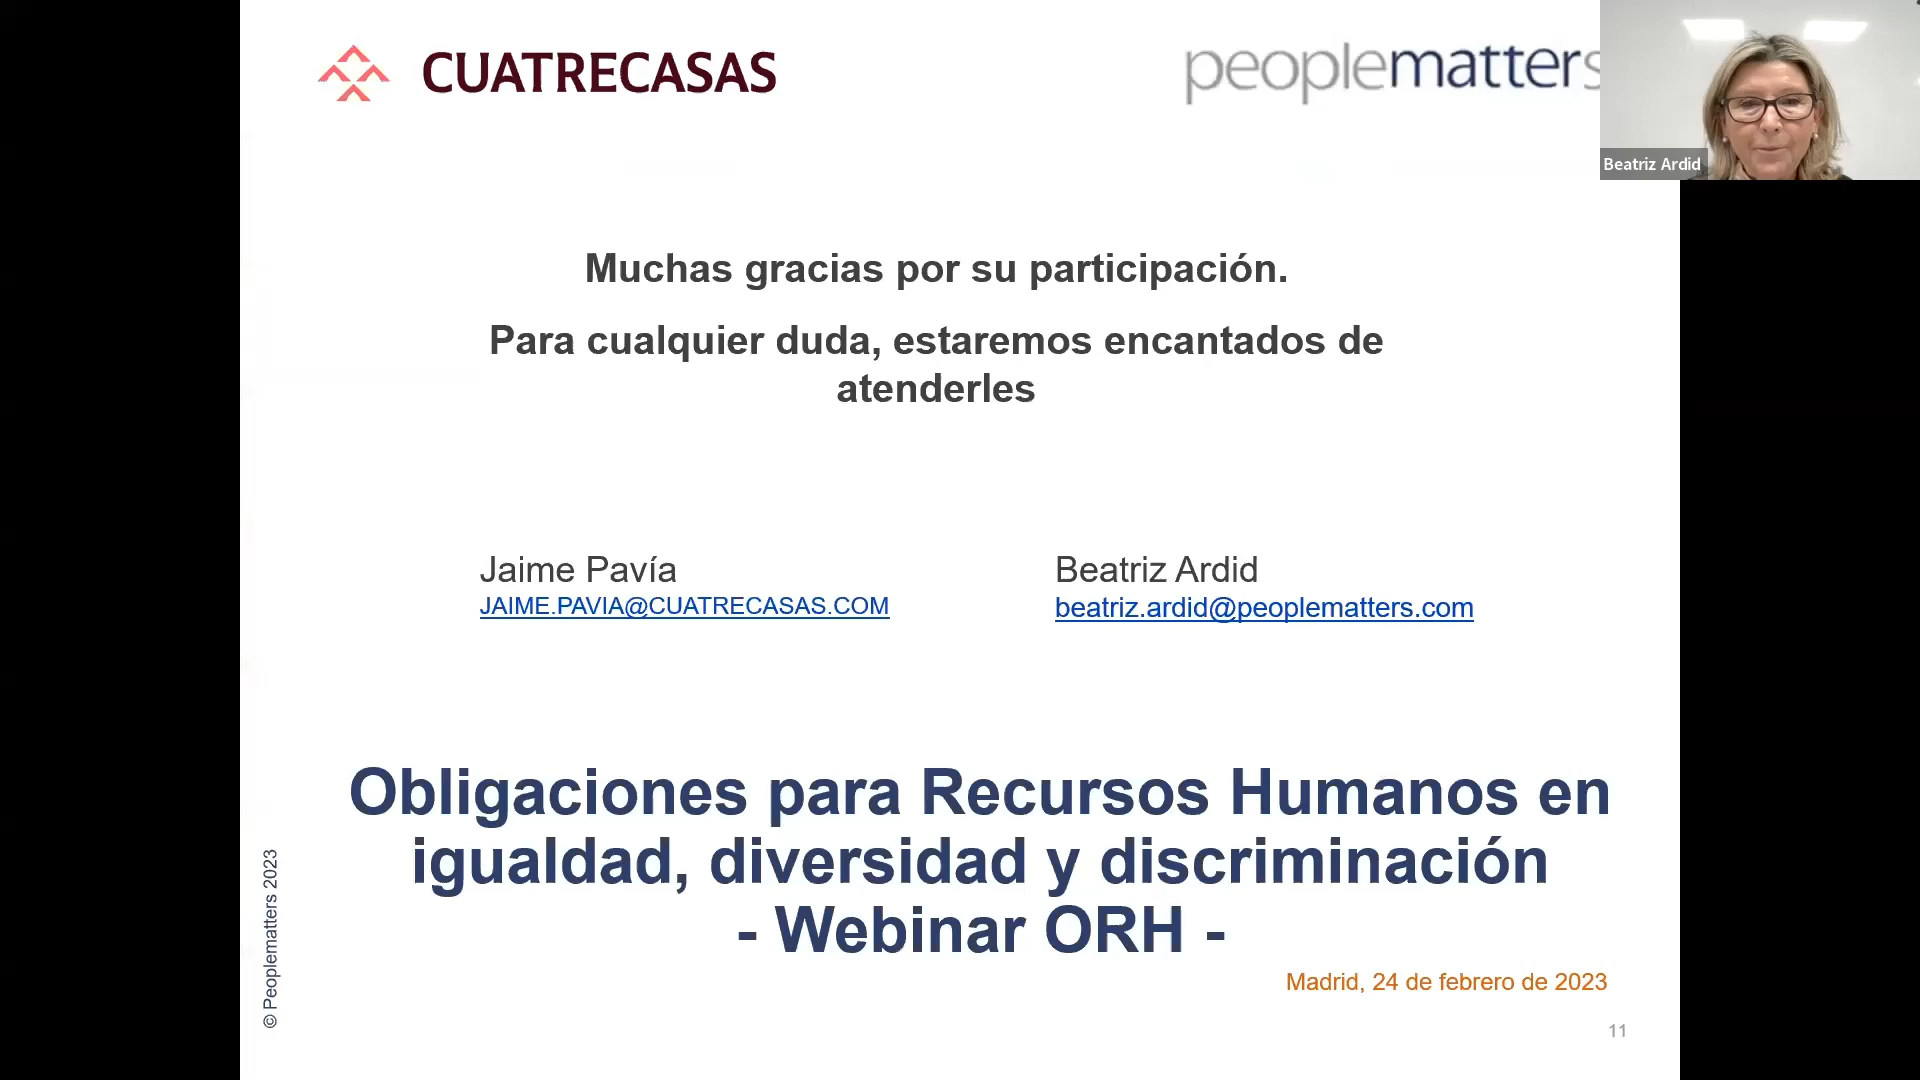 CUATRECASAS
peoplematters
Beatriz Ardid
Muchas gracias por su participación.
Para cualquier duda, estaremos encantados de
atenderles
Jaime Pavía
JAIME.PAVIA@CUATRECASAS.COM
Beatriz Ardid
beatriz.ardid@peoplematters.com
Obligaciones para Recursos Humanos en
igualdad, diversidad y discriminación
- Webinar ORH -
Madrid, 24 de febrero de 2023
© Peoplematters 2023
11